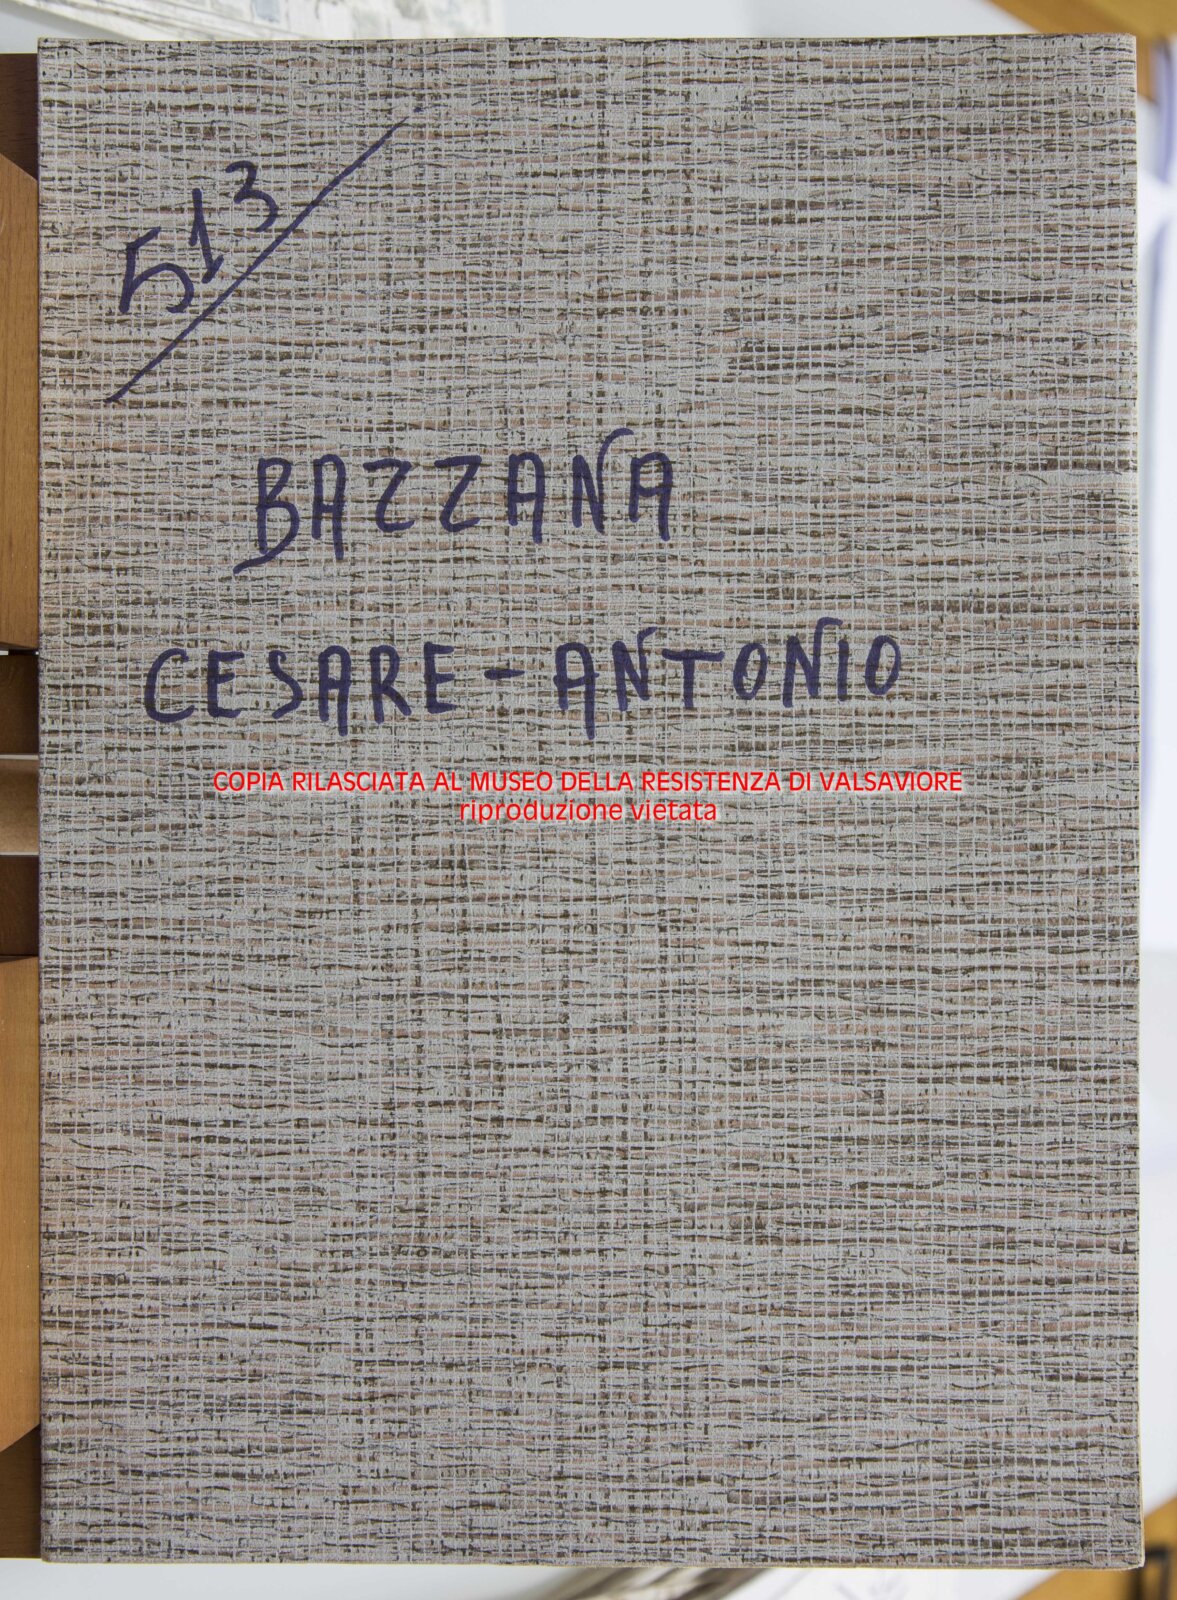 513
BAZZANA
CESARE-ANTONIO
COPIA RILASCIATA AL MUSEO DELLA RESISTENZA DI VALSAVIORE
riproduzione vietata